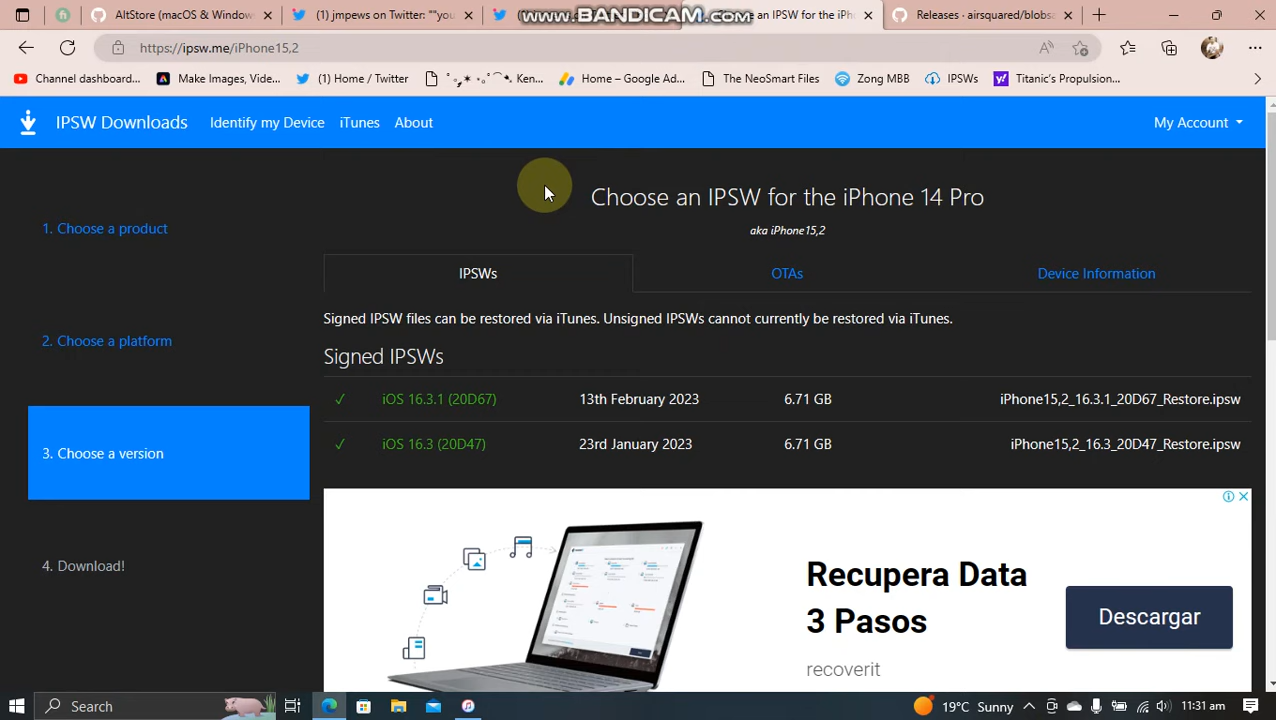 AltStore (macOS & Window
(1) jmpews on Twitter: "*you
(1)
www.BANDICAM.com
e an IPSW for the iPh
Releases · airsquared/blobs
https://ipsw.me/iPhone15,2
Channel dashboard...
Make Images, Vide...
(1) Home / Twitter
Ken...
Home – Google Ad...
The NeoSmart Files
Zong MBB
IPSWs
Titanic's Propulsion...
IPSW Downloads
Identify my Device
iTunes
About
My Account
Choose an IPSW for the iPhone 14 Pro
aka iPhone15,2
1. Choose a product
2. Choose a platform
3. Choose a version
4. Download!
IPSWs
OTAs
Device Information
Signed IPSW files can be restored via iTunes. Unsigned IPSWs cannot currently be restored via iTunes.
Signed IPSWs
✓ iOS 16.3.1 (20D67) 13th February 2023 6.71 GB iPhone15,2_16.3.1_20D67_Restore.ipsw
✓ iOS 16.3 (20D47) 23rd January 2023 6.71 GB iPhone15,2_16.3_20D47_Restore.ipsw
Recupera Data
3 Pasos
recoverit
Descargar
Search
19°C Sunny
11:31 am